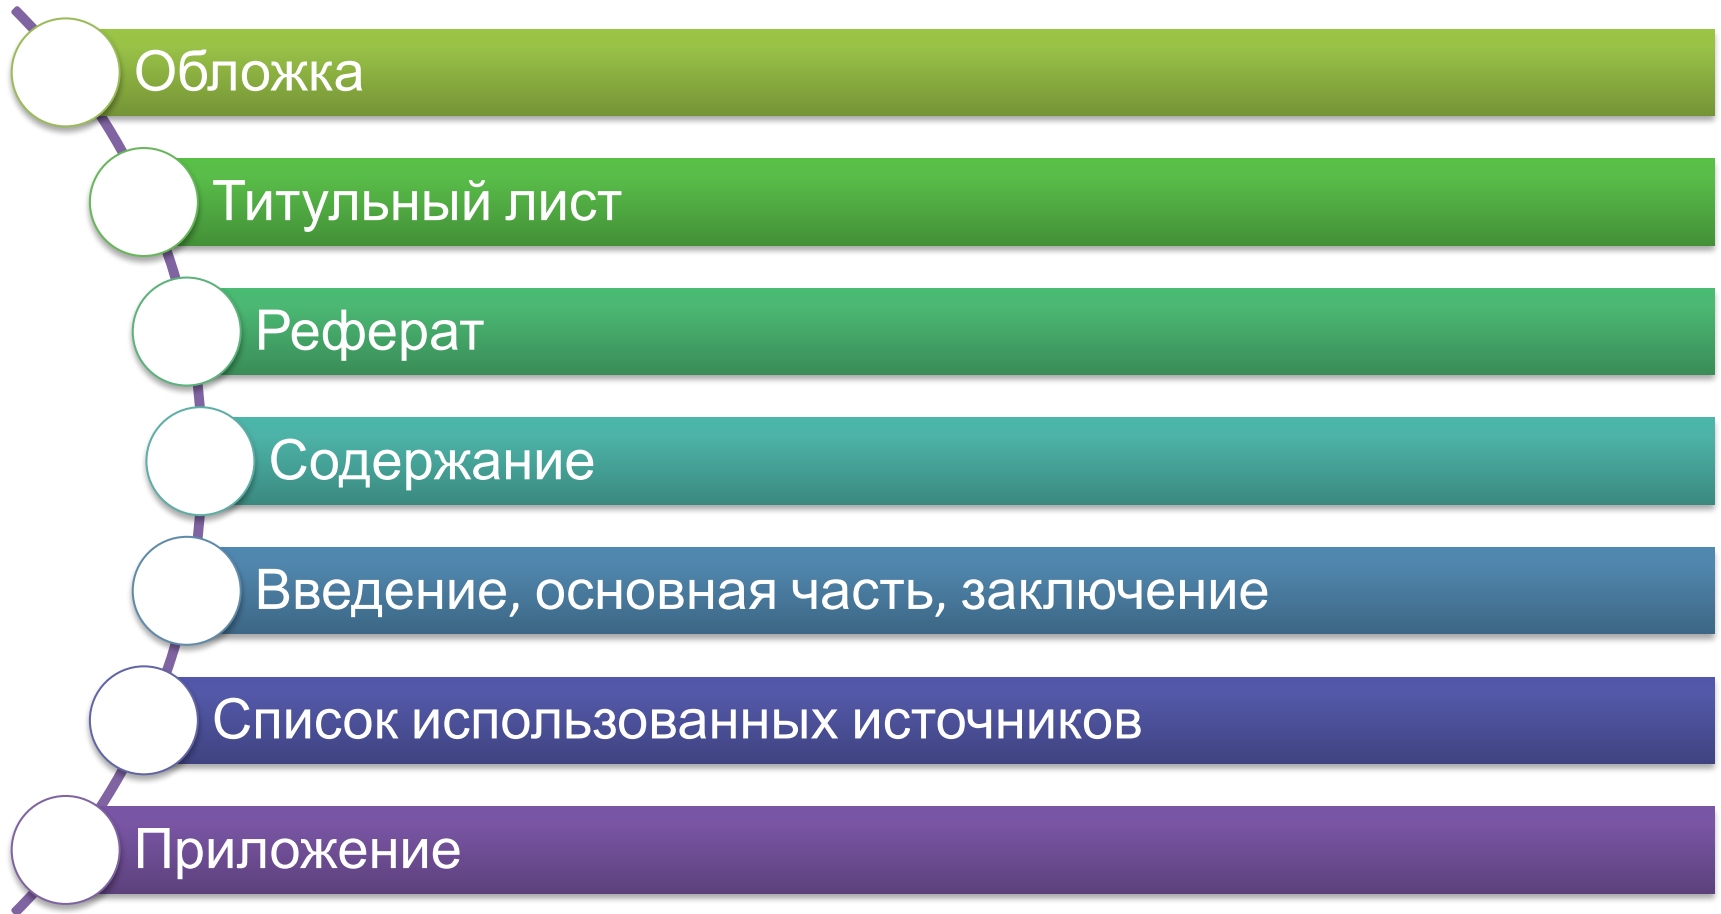 Обложка
Титульный лист
Реферат
Содержание
Введение, основная часть, заключение
Список использованных источников
Приложение